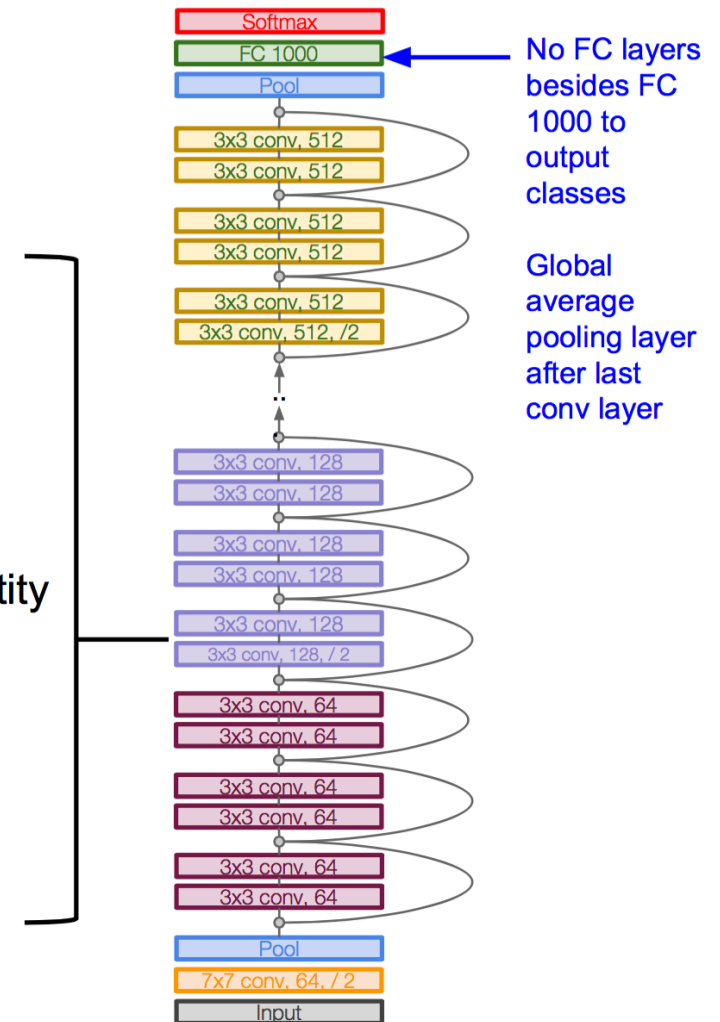 Softmax
FC 1000
Pool
3x3 conv, 512
3x3 conv, 512
3x3 conv, 512
3x3 conv, 512
3x3 conv, 512
3x3 conv, 512, /2
..
3x3 conv, 128
3x3 conv, 128
3x3 conv, 128
3x3 conv, 128
3x3 conv, 128
3x3 conv, 128, / 2
3x3 conv, 64
3x3 conv, 64
3x3 conv, 64
3x3 conv, 64
3x3 conv, 64
3x3 conv, 64
Pool
7x7 conv, 64, / 2
Input
tity
No FC layers
besides FC
1000 to
output
classes
Global
average
pooling layer
after last
conv layer